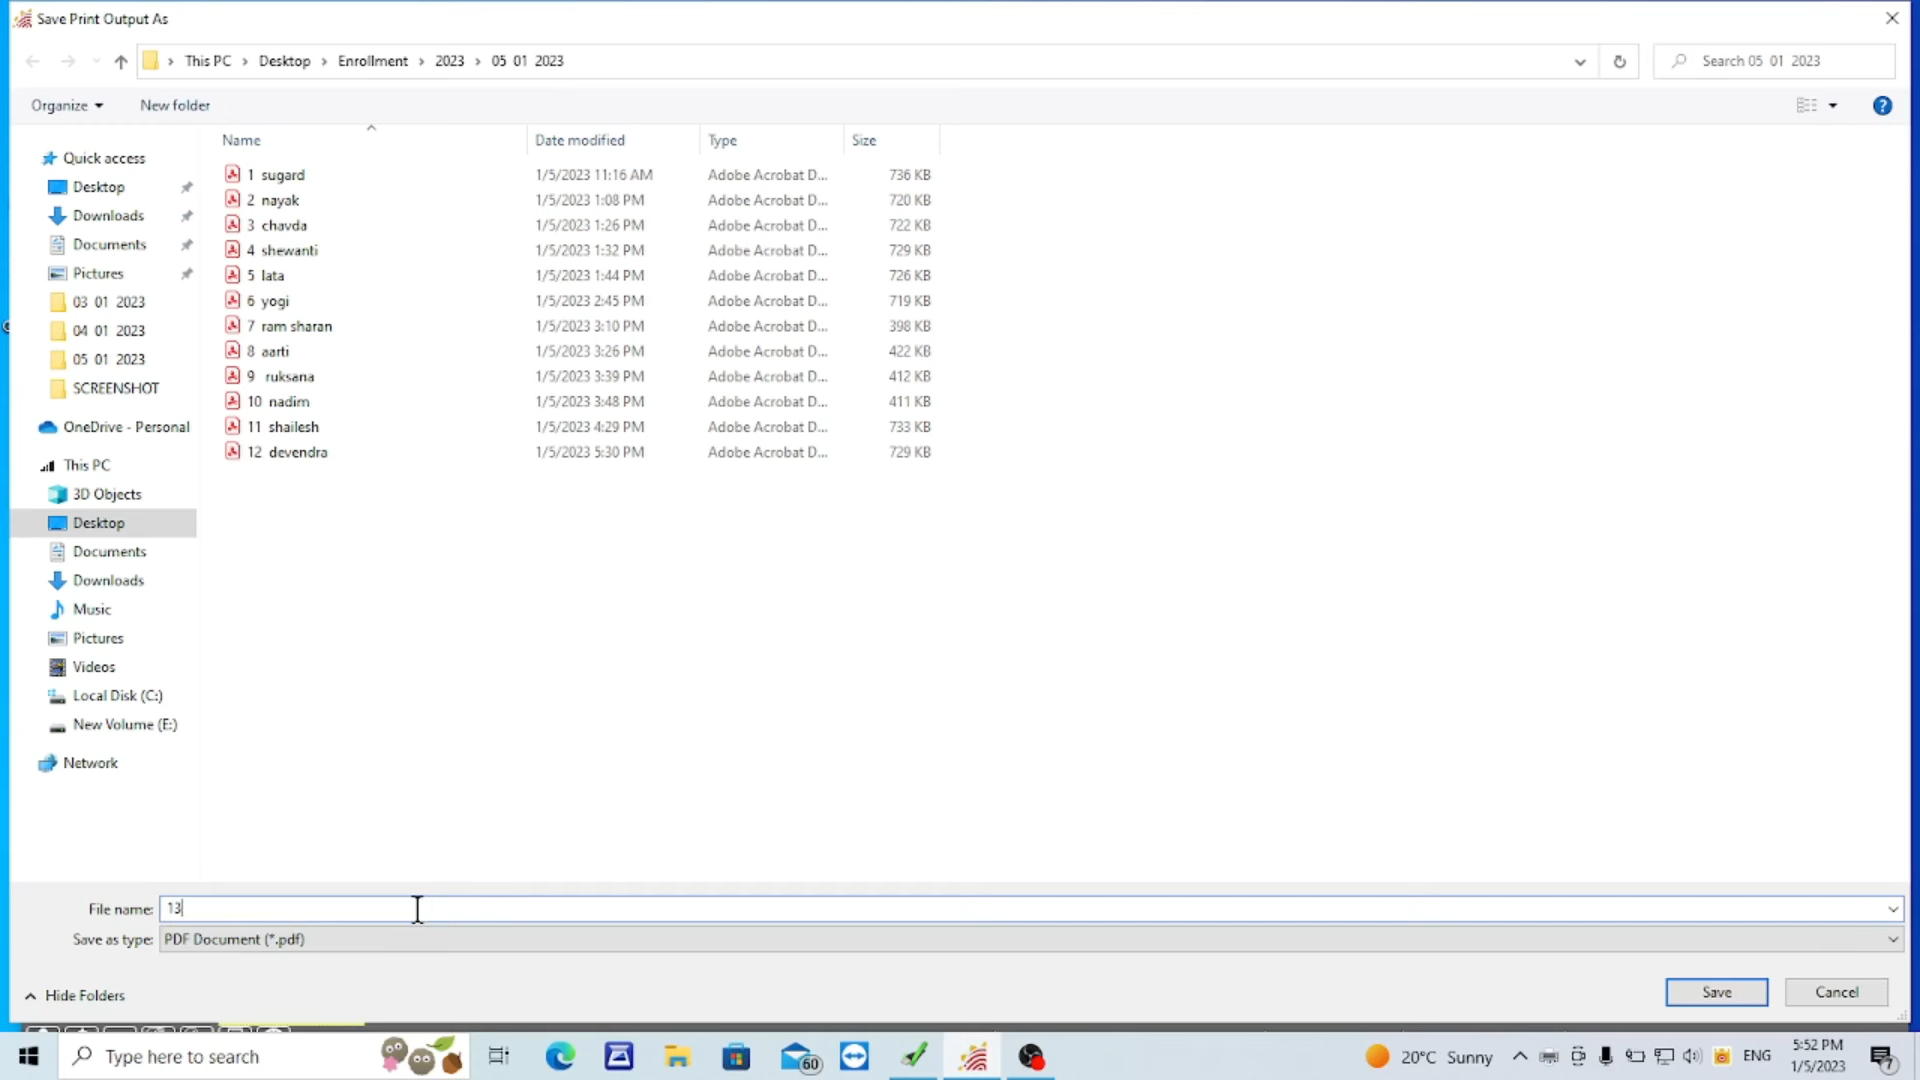 Save Print Output As
This PC > Desktop > Enrollment > 2023 > 05 01 2023
Search 05 01 2023
Organize
New folder
Name Date modified Type Size
Quick access
Desktop
Downloads
Documents
Pictures
03 01 2023
04 01 2023
05 01 2023
SCREENSHOT
OneDrive - Personal
This PC
3D Objects
Desktop
Documents
Downloads
Music
Pictures
Videos
Local Disk (C:)
New Volume (E:)
Network
1 sugard 1/5/2023 11:16 AM Adobe Acrobat D... 736 KB
2 nayak 1/5/2023 1:08 PM Adobe Acrobat D... 720 KB
3 chavda 1/5/2023 1:26 PM Adobe Acrobat D... 722 KB
4 shewanti 1/5/2023 1:32 PM Adobe Acrobat D... 729 KB
5 lata 1/5/2023 1:44 PM Adobe Acrobat D... 726 KB
6 yogi 1/5/2023 2:45 PM Adobe Acrobat D... 719 KB
7 ram sharan 1/5/2023 3:10 PM Adobe Acrobat D... 398 KB
8 aarti 1/5/2023 3:26 PM Adobe Acrobat D... 422 KB
9 ruksana 1/5/2023 3:39 PM Adobe Acrobat D... 412 KB
10 nadim 1/5/2023 3:48 PM Adobe Acrobat D... 411 KB
11 shailesh 1/5/2023 4:29 PM Adobe Acrobat D... 733 KB
12 devendra 1/5/2023 5:30 PM Adobe Acrobat D... 729 KB
File name: 13
Save as type: PDF Document (*.pdf)
Hide Folders
Save
Cancel
Type here to search
60
20°C Sunny
ENG
5:52 PM
1/5/2023
7